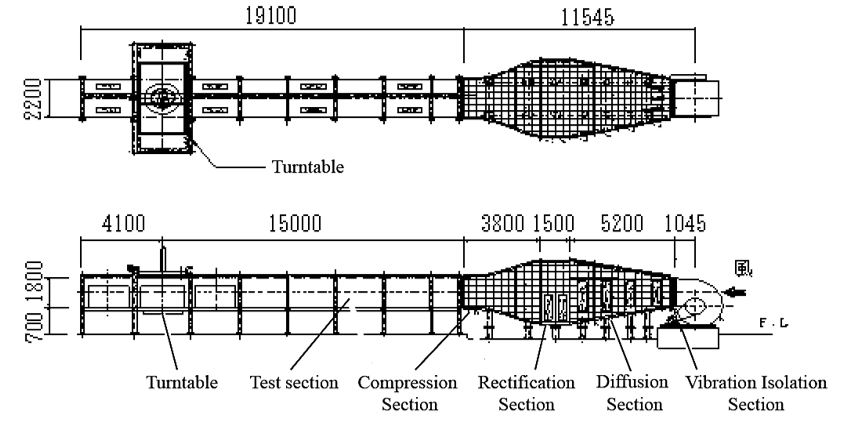 19100
11545
2200
Turntable
4100
15000
3800
1500
5200
1045
1800
700
風
F.L
Turntable
Test section
Compression
Section
Rectification
Section
Diffusion
Section
Vibration Isolation
Section